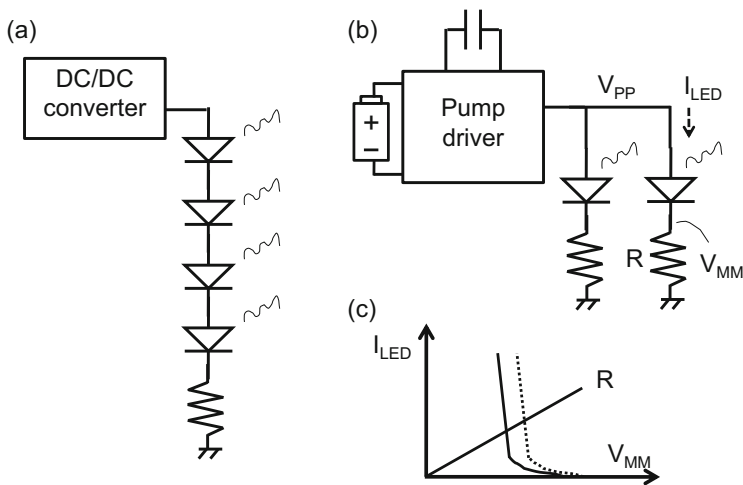 (a)
DC/DC
converter
(b)
Pump
driver
+
−
V_PP
I_LED
R
V_MM
(c)
I_LED
R
V_MM